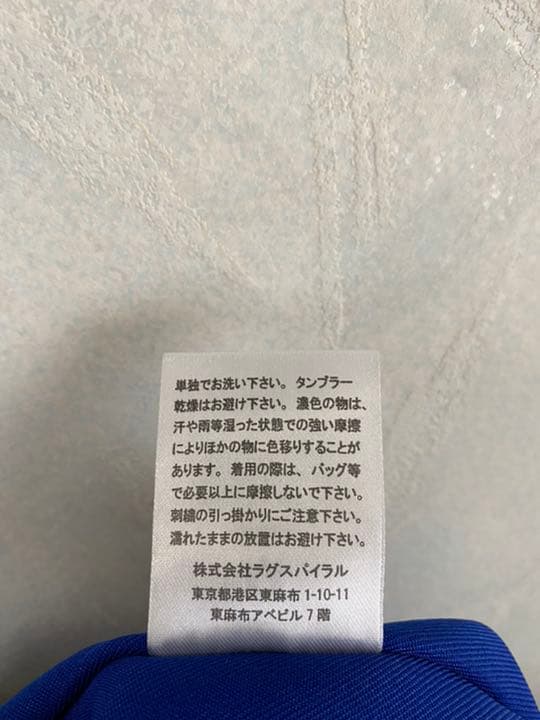 単独でお洗い下さい。タンブラー
乾燥はお避け下さい。濃色の物は、
汗や雨等湿った状態での強い摩擦
によりほかの物に色移りすることが
あります。着用の際は、バッグ等
で必要以上に摩擦しないで下さい。
刺繍の引っ掛かりにご注意下さい。
濡れたままの放置はお避け下さい。
株式会社ラグスパイラル
東京都港区東麻布1-10-11
東麻布アベビル7階